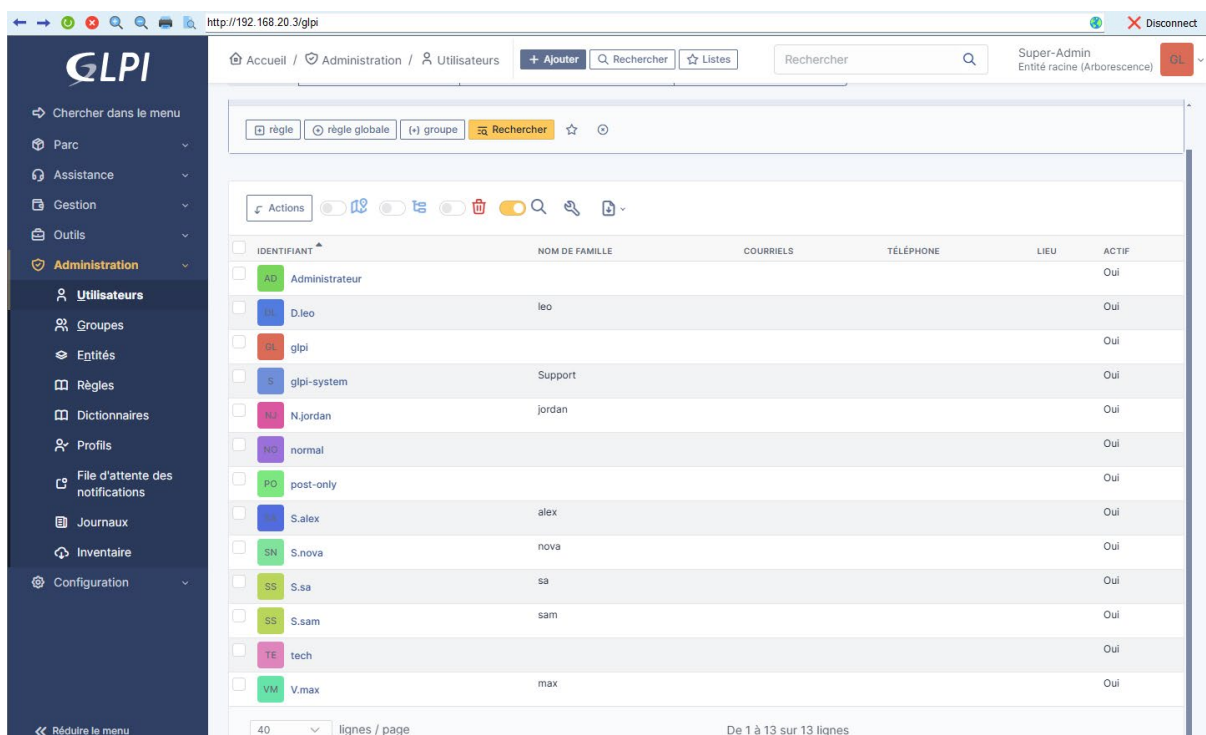 http://192.168.20.3/glpi
Disconnect
GLPI
Chercher dans le menu
Parc
Assistance
Gestion
Outils
Administration
Utilisateurs
Groupes
Entités
Règles
Dictionnaires
Profils
File d'attente des
notifications
Journaux
Inventaire
Configuration
Réduire le menu
Accueil / Administration / Utilisateurs
+ Ajouter
Rechercher
Listes
Rechercher
Super-Admin
Entité racine (Arborescence)
GL
règle
règle globale
(+) groupe
Rechercher
Actions
IDENTIFIANT NOM DE FAMILLE COURRIELS TÉLÉPHONE LIEU ACTIF
AD Administrateur Oui
DL D.leo leo Oui
GL glpi Oui
S glpi-system Support Oui
NJ N.jordan jordan Oui
NO normal Oui
PO post-only Oui
S.alex alex Oui
SN S.nova nova Oui
SS S.sa sa Oui
SS S.sam sam Oui
TE tech Oui
VM V.max max Oui
40 lignes / page
De 1 à 13 sur 13 lignes